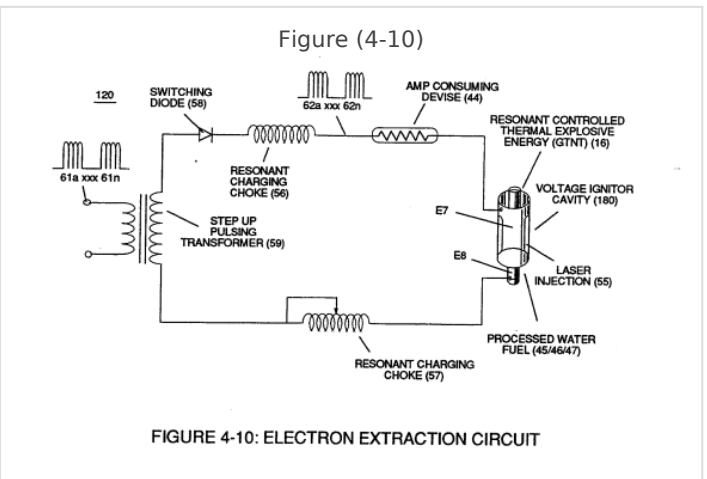 Figure (4-10)
120
SWITCHING
DIODE (58)
62a xxx 62n
AMP CONSUMING
DEVISE (44)
RESONANT CONTROLLED
THERMAL EXPLOSIVE
ENERGY (GTNT) (16)
61a xxx 61n
RESONANT
CHARGING
CHOKE (56)
VOLTAGE IGNITOR
CAVITY (180)
E7
STEP UP
PULSING
TRANSFORMER (59)
E8
LASER
INJECTION (55)
PROCESSED WATER
FUEL (45/46/47)
RESONANT CHARGING
CHOKE (57)
FIGURE 4-10: ELECTRON EXTRACTION CIRCUIT